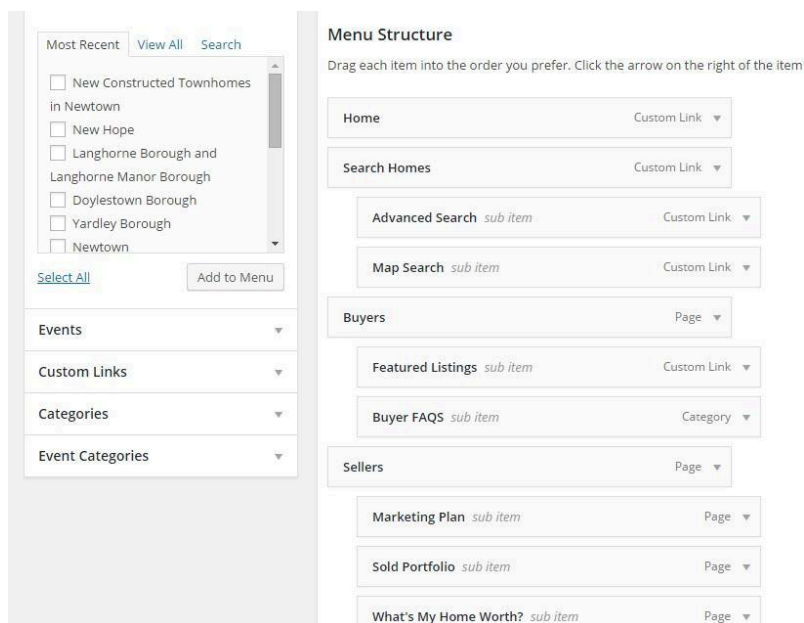 Most Recent View All Search
New Constructed Townhomes
in Newtown
New Hope
Langhorne Borough and
Langhorne Manor Borough
Doylestown Borough
Yardley Borough
Newtown
Select All Add to Menu
Events
Custom Links
Categories
Event Categories
Menu Structure
Drag each item into the order you prefer. Click the arrow on the right of the item
Home Custom Link
Search Homes Custom Link
Advanced Search sub item Custom Link
Map Search sub item Custom Link
Buyers Page
Featured Listings sub item Custom Link
Buyer FAQS sub item Category
Sellers Page
Marketing Plan sub item Page
Sold Portfolio sub item Page
What's My Home Worth? sub item Page